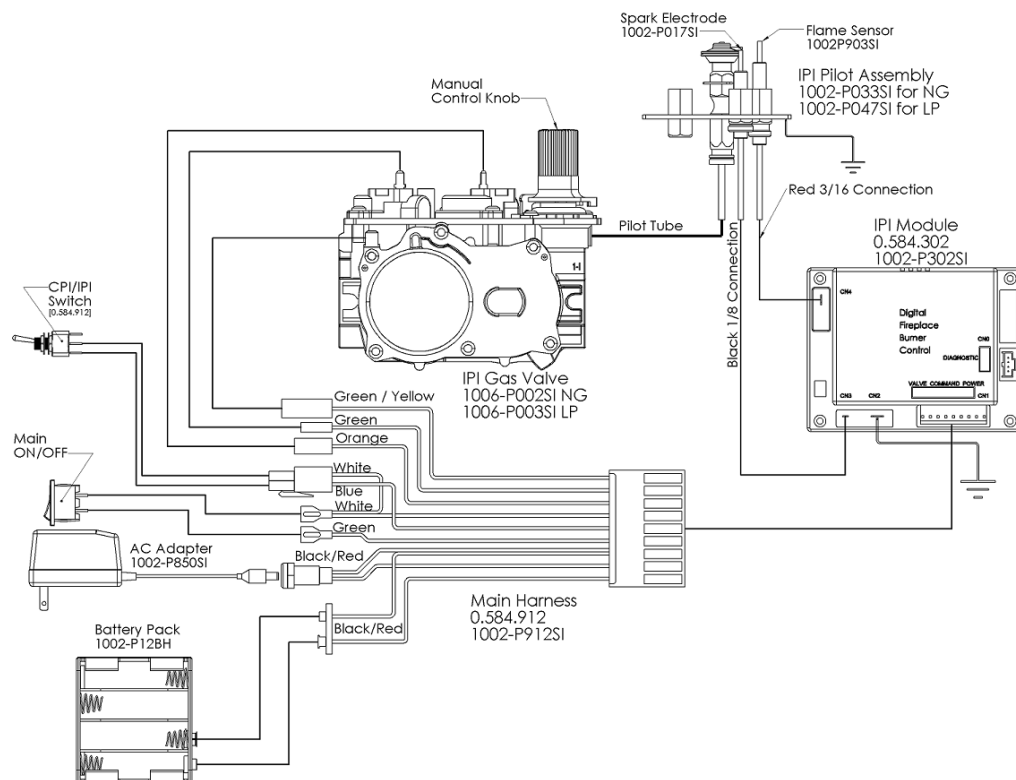 Spark Electrode
1002-P017SI
Flame Sensor
1002P903SI
IPI Pilot Assembly
1002-P033SI for NG
1002-P047SI for LP
Manual
Control Knob
Red 3/16 Connection
Pilot Tube
Black 1/8 Connection
IPI Module
0.584.302
1002-P302SI
CN4
Digital
Fireplace
Burner
Control
CN0
DIAGNOSTIC
VALVE COMMAND POWER
CN3
CN2
CN1
1-I
CPI/IPI
Switch
[0.584.912]
IPI Gas Valve
1006-P002SI NG
1006-P003SI LP
Green / Yellow
Green
Orange
White
Blue
White
Green
Main
ON/OFF
AC Adapter
1002-P850SI
Black/Red
Main Harness
0.584.912
1002-P912SI
Battery Pack
1002-P12BH
Black/Red